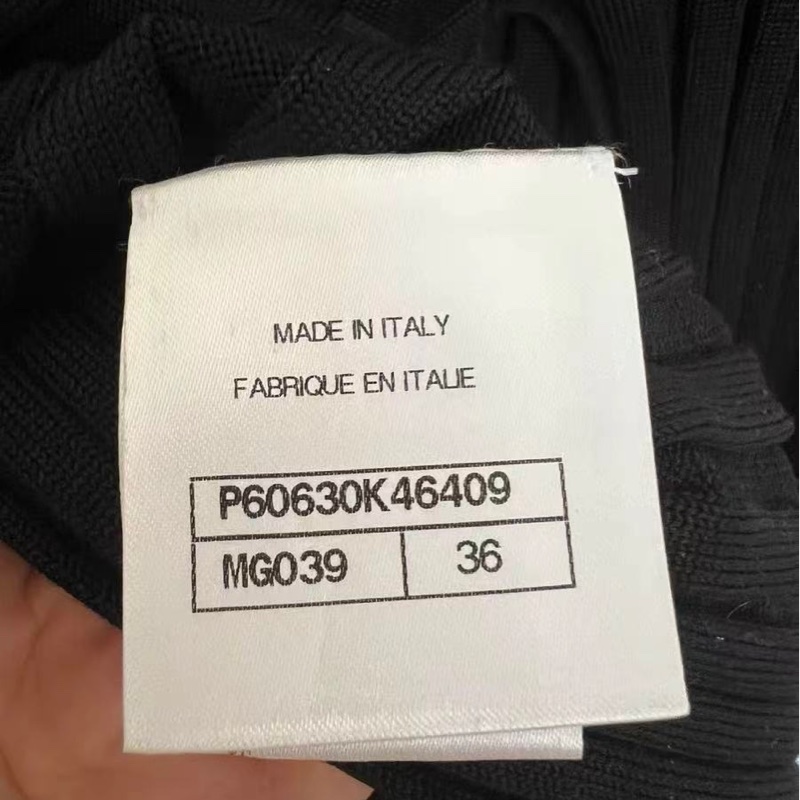 MADE IN ITALY
FABRIQUE EN ITALIE
P60630K46409
MG039 36